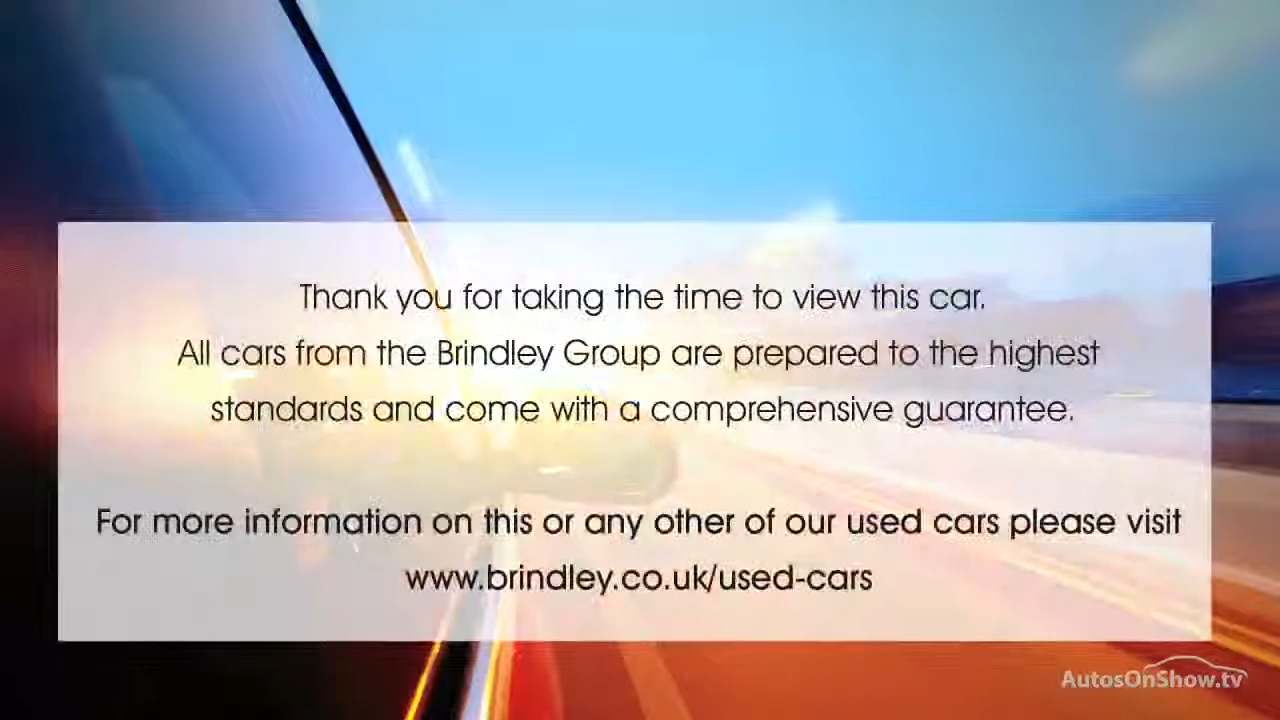 Thank you for taking the time to view this car.
All cars from the Brindley Group are prepared to the highest
standards and come with a comprehensive guarantee.
For more information on this or any other of our used cars please visit
www.brindley.co.uk/used-cars
AutosOnShow.tv